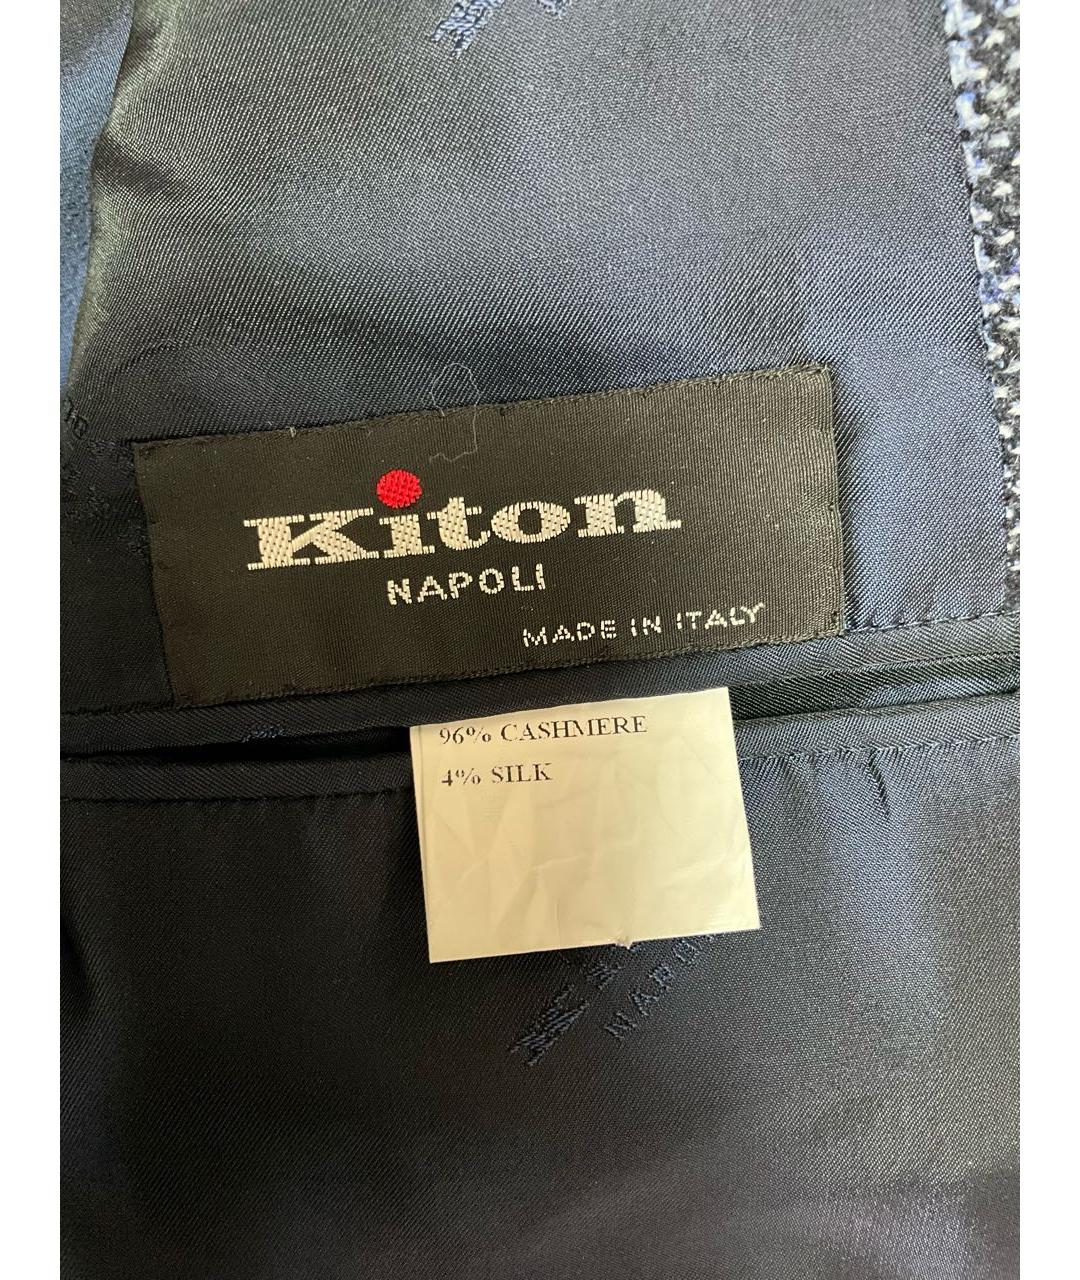 Kiton
NAPOLI
MADE IN ITALY
96% CASHMERE
4% SILK